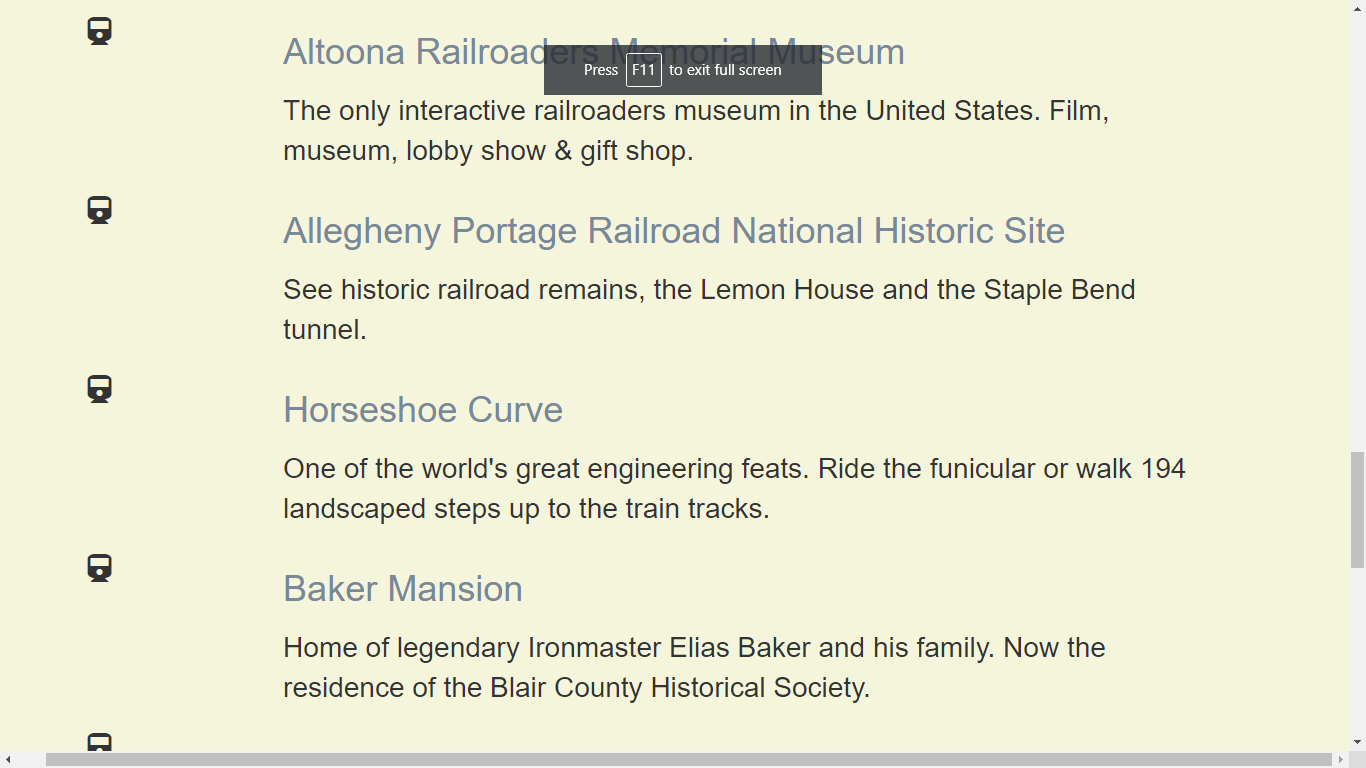 Altoona Railroaders Memorial Museum
Press F11 to exit full screen
The only interactive railroaders museum in the United States. Film,
museum, lobby show & gift shop.
Allegheny Portage Railroad National Historic Site
See historic railroad remains, the Lemon House and the Staple Bend
tunnel.
Horseshoe Curve
One of the world's great engineering feats. Ride the funicular or walk 194
landscaped steps up to the train tracks.
Baker Mansion
Home of legendary Ironmaster Elias Baker and his family. Now the
residence of the Blair County Historical Society.